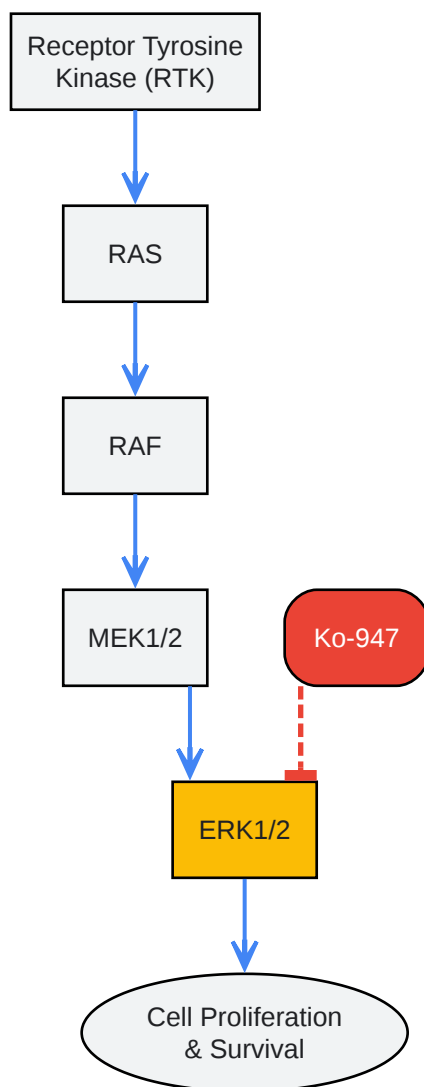 Receptor Tyrosine
Kinase (RTK)
RAS
RAF
MEK1/2
Ko-947
ERK1/2
Cell Proliferation
& Survival